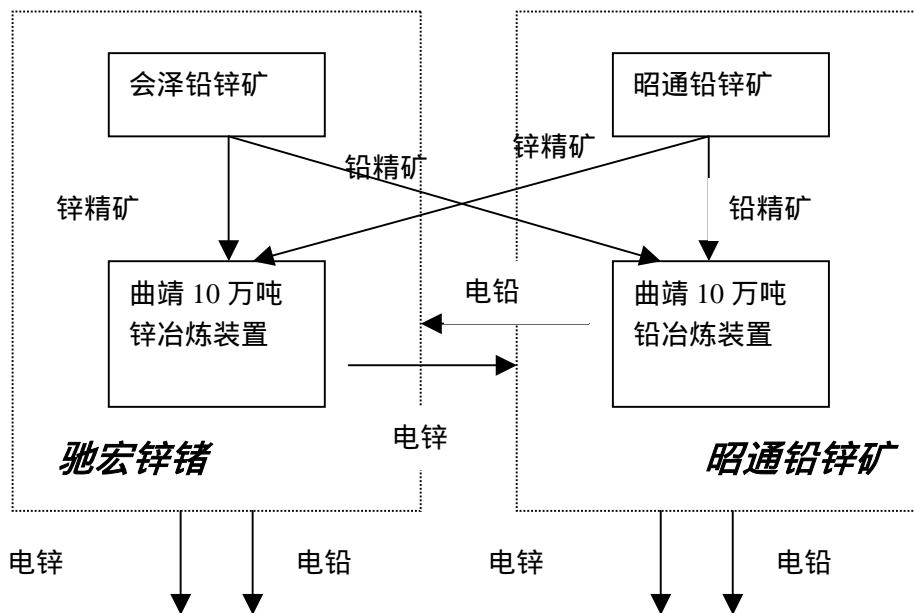 会泽铅锌矿
昭通铅锌矿
锌精矿
铅精矿
锌精矿
铅精矿
曲靖 10 万吨
锌冶炼装置
电铅
曲靖 10 万吨
铅冶炼装置
电锌
驰宏锌锗
昭通铅锌矿
电锌
电铅
电锌
电铅